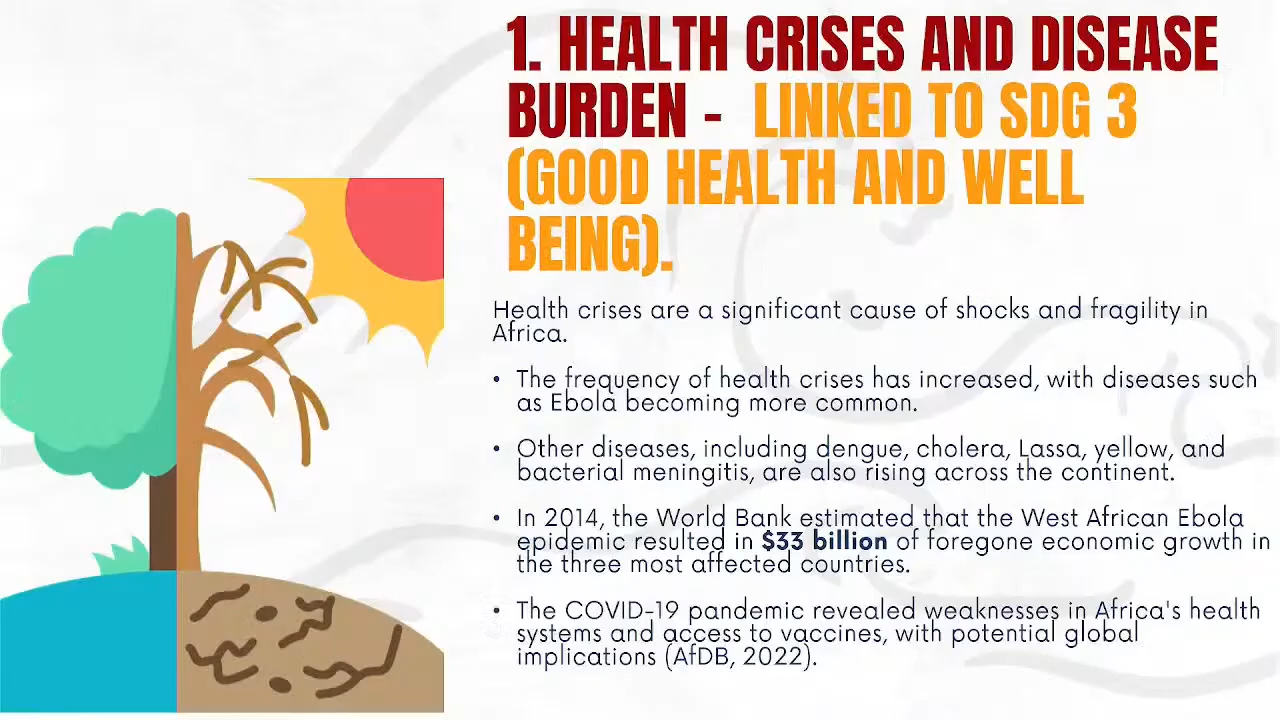 1. HEALTH CRISES AND DISEASE
BURDEN - LINKED TO SDG 3
(GOOD HEALTH AND WELL
BEING).
Health crises are a significant cause of shocks and fragility in
Africa.
• The frequency of health crises has increased, with diseases such
as Ebola becoming more common.
• Other diseases, including dengue, cholera, Lassa, yellow, and
bacterial meningitis, are also rising across the continent.
• In 2014, the World Bank estimated that the West African Ebola
epidemic resulted in $33 billion of foregone economic growth in
the three most affected countries.
• The COVID-19 pandemic revealed weaknesses in Africa's health
systems and access to vaccines, with potential global
implications (AfDB, 2022).